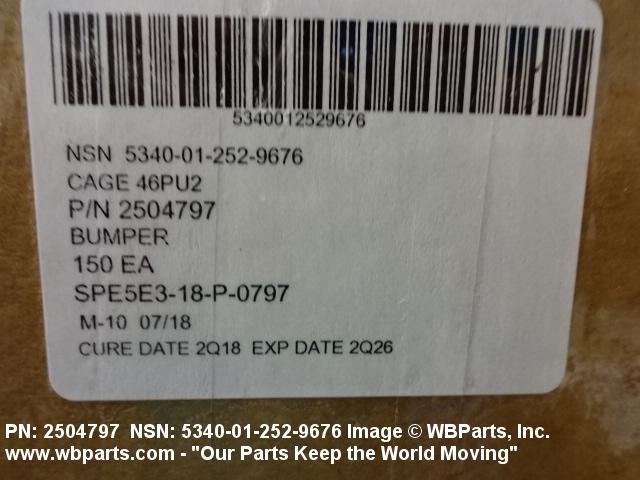 5340012529676
NSN 5340-01-252-9676
CAGE 46PU2
P/N 2504797
BUMPER
150 EA
SPE5E3-18-P-0797
M-10 07/18
CURE DATE 2Q18 EXP DATE 2Q26
PN: 2504797 NSN: 5340-01-252-9676 Image © WBParts, Inc.
www.wbparts.com - "Our Parts Keep the World Moving"